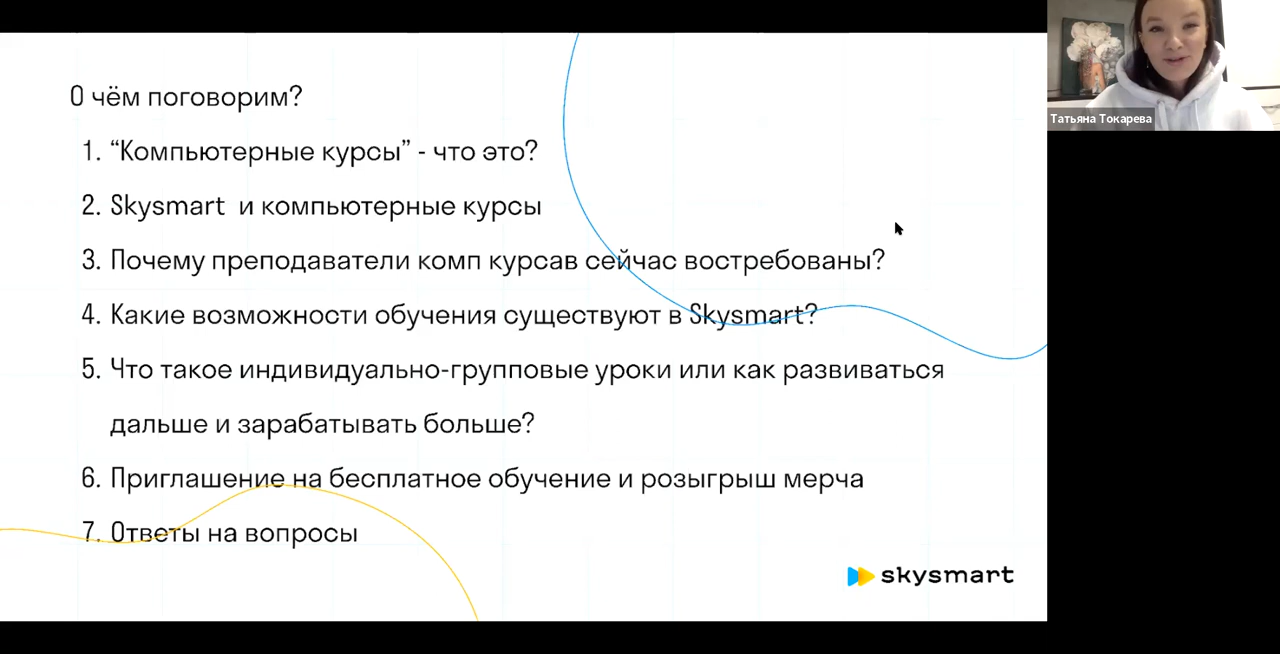 О чём поговорим?
1. “Компьютерные курсы” - что это?
2. Skysmart и компьютерные курсы
3. Почему преподаватели комп курсав сейчас востребованы?
4. Какие возможности обучения существуют в Skysmart?
5. Что такое индивидуально-групповые уроки или как развиваться
дальше и зарабатывать больше?
6. Приглашение на бесплатное обучение и розыгрыш мерча
7. Ответы на вопросы
skysmart
Татьяна Токарева